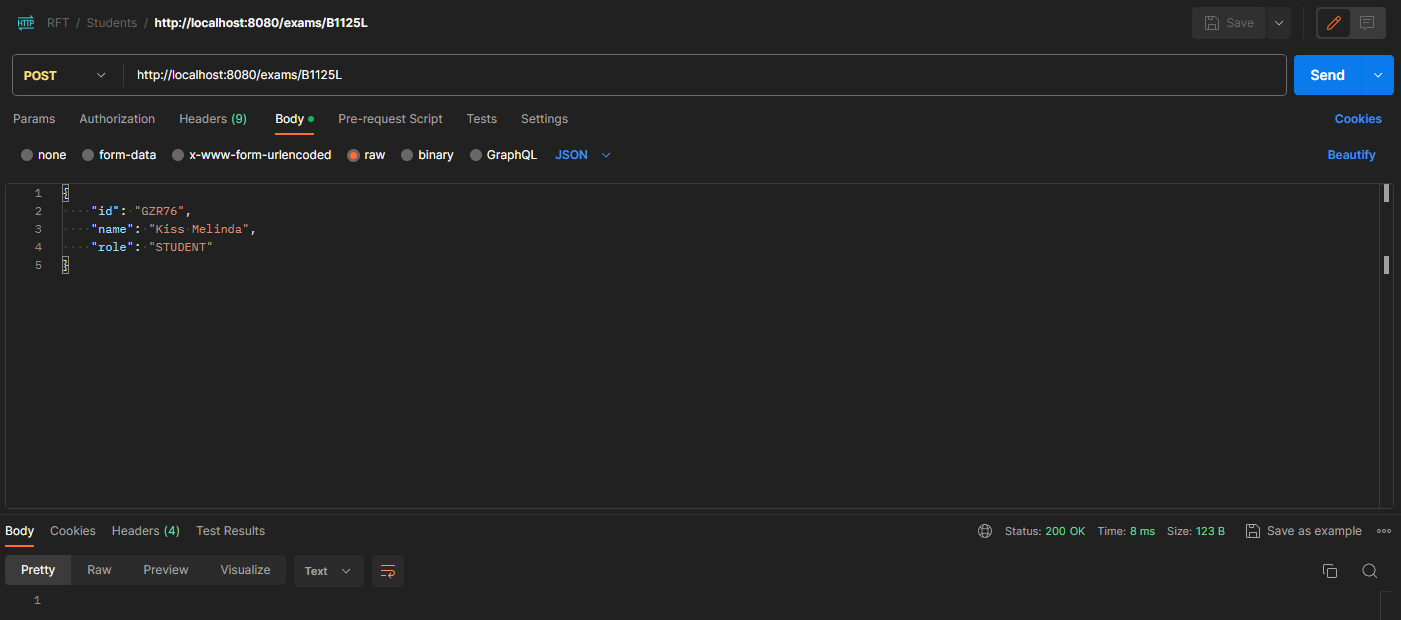 HTTP RFT / Students / http://localhost:8080/exams/B1125L Save
POST http://localhost:8080/exams/B1125L Send
Params Authorization Headers (9) Body Pre-request Script Tests Settings Cookies
none form-data x-www-form-urlencoded raw binary GraphQL JSON Beautify
1 {
2 "id": "GZR76",
3 "name": "Kiss Melinda",
4 "role": "STUDENT"
5 }
Body Cookies Headers (4) Test Results Status: 200 OK Time: 8 ms Size: 123 B Save as example
Pretty Raw Preview Visualize Text
1